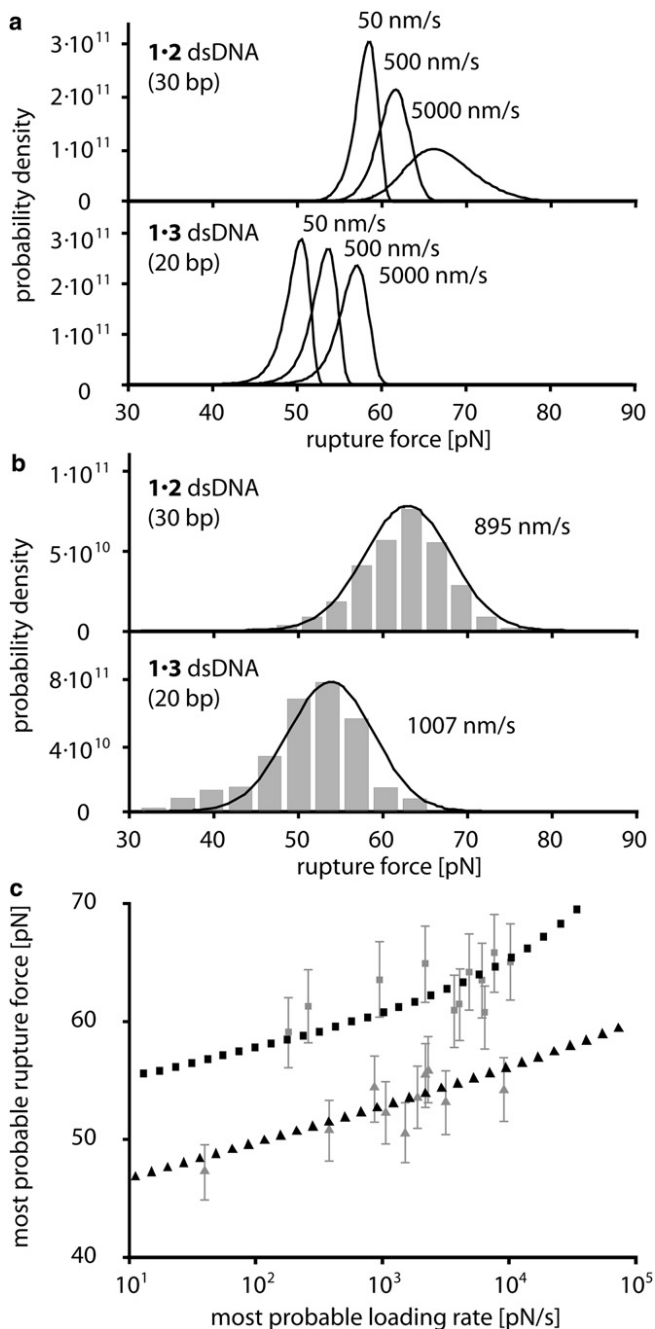 a
1·2 dsDNA
(30 bp)
50 nm/s
500 nm/s
5000 nm/s
3·10¹¹
2·10¹¹
1·10¹¹
0
1·3 dsDNA
(20 bp)
50 nm/s
500 nm/s
5000 nm/s
3·10¹¹
2·10¹¹
1·10¹¹
0
probability density
30 40 50 60 70 80 90
rupture force [pN]
b
1·2 dsDNA
(30 bp)
895 nm/s
1·10¹¹
5·10¹⁰
0
1·3 dsDNA
(20 bp)
1007 nm/s
8·10¹¹
4·10¹⁰
0
probability density
30 40 50 60 70 80 90
rupture force [pN]
c
70
60
50
40
most probable rupture force [pN]
10¹ 10² 10³ 10⁴ 10⁵
most probable loading rate [pN/s]